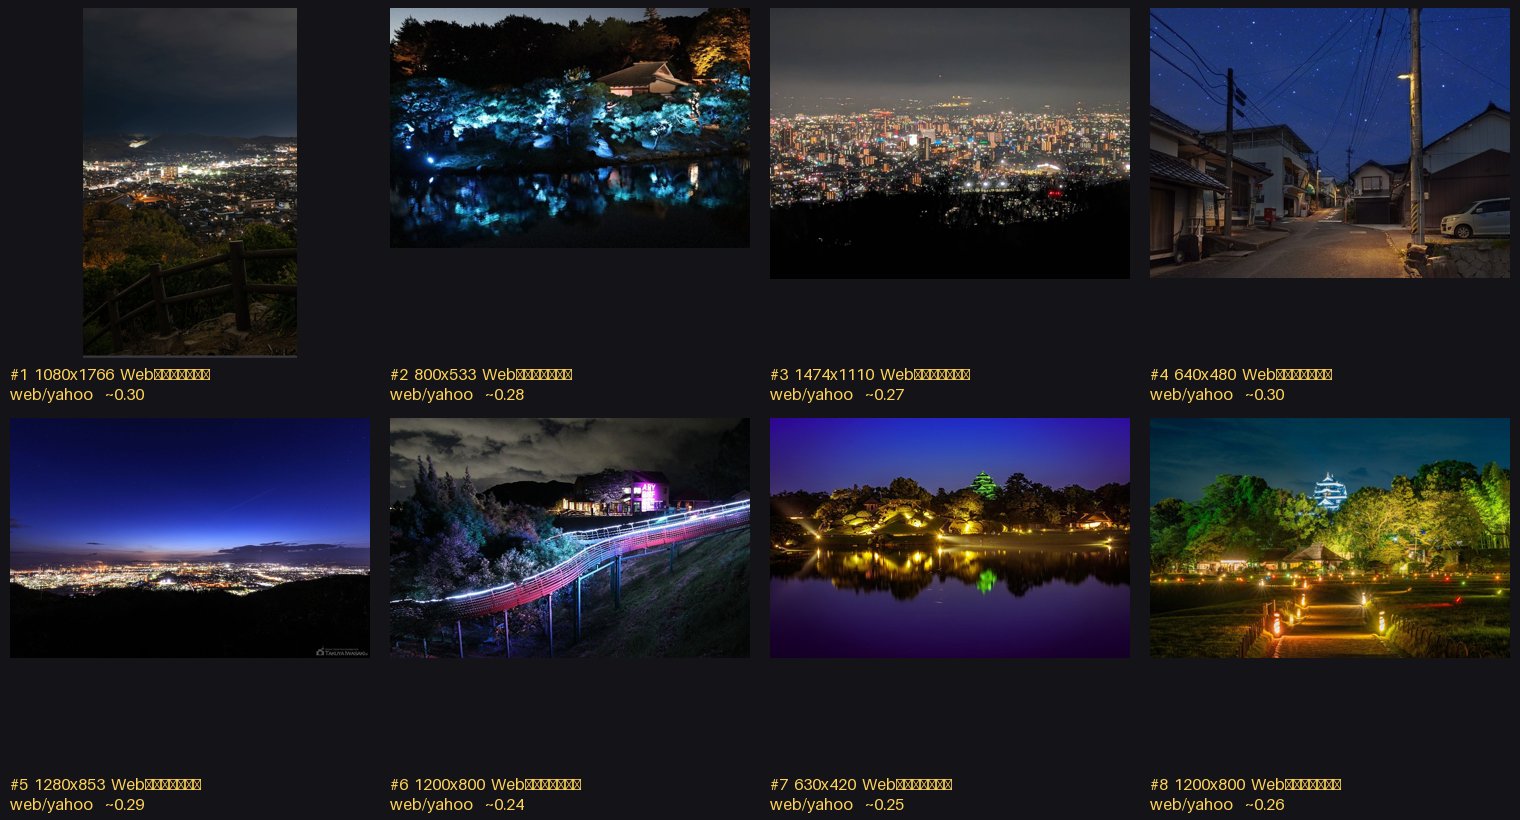 #1 1080x1766 Web
web/yahoo ~0.30
#2 800x533 Web
web/yahoo ~0.28
#3 1474x1110 Web
web/yahoo ~0.27
#4 640x480 Web
web/yahoo ~0.30
TAKUYA IWASAKI
#5 1280x853 Web
web/yahoo ~0.29
#6 1200x800 Web
web/yahoo ~0.24
#7 630x420 Web
web/yahoo ~0.25
#8 1200x800 Web
web/yahoo ~0.26